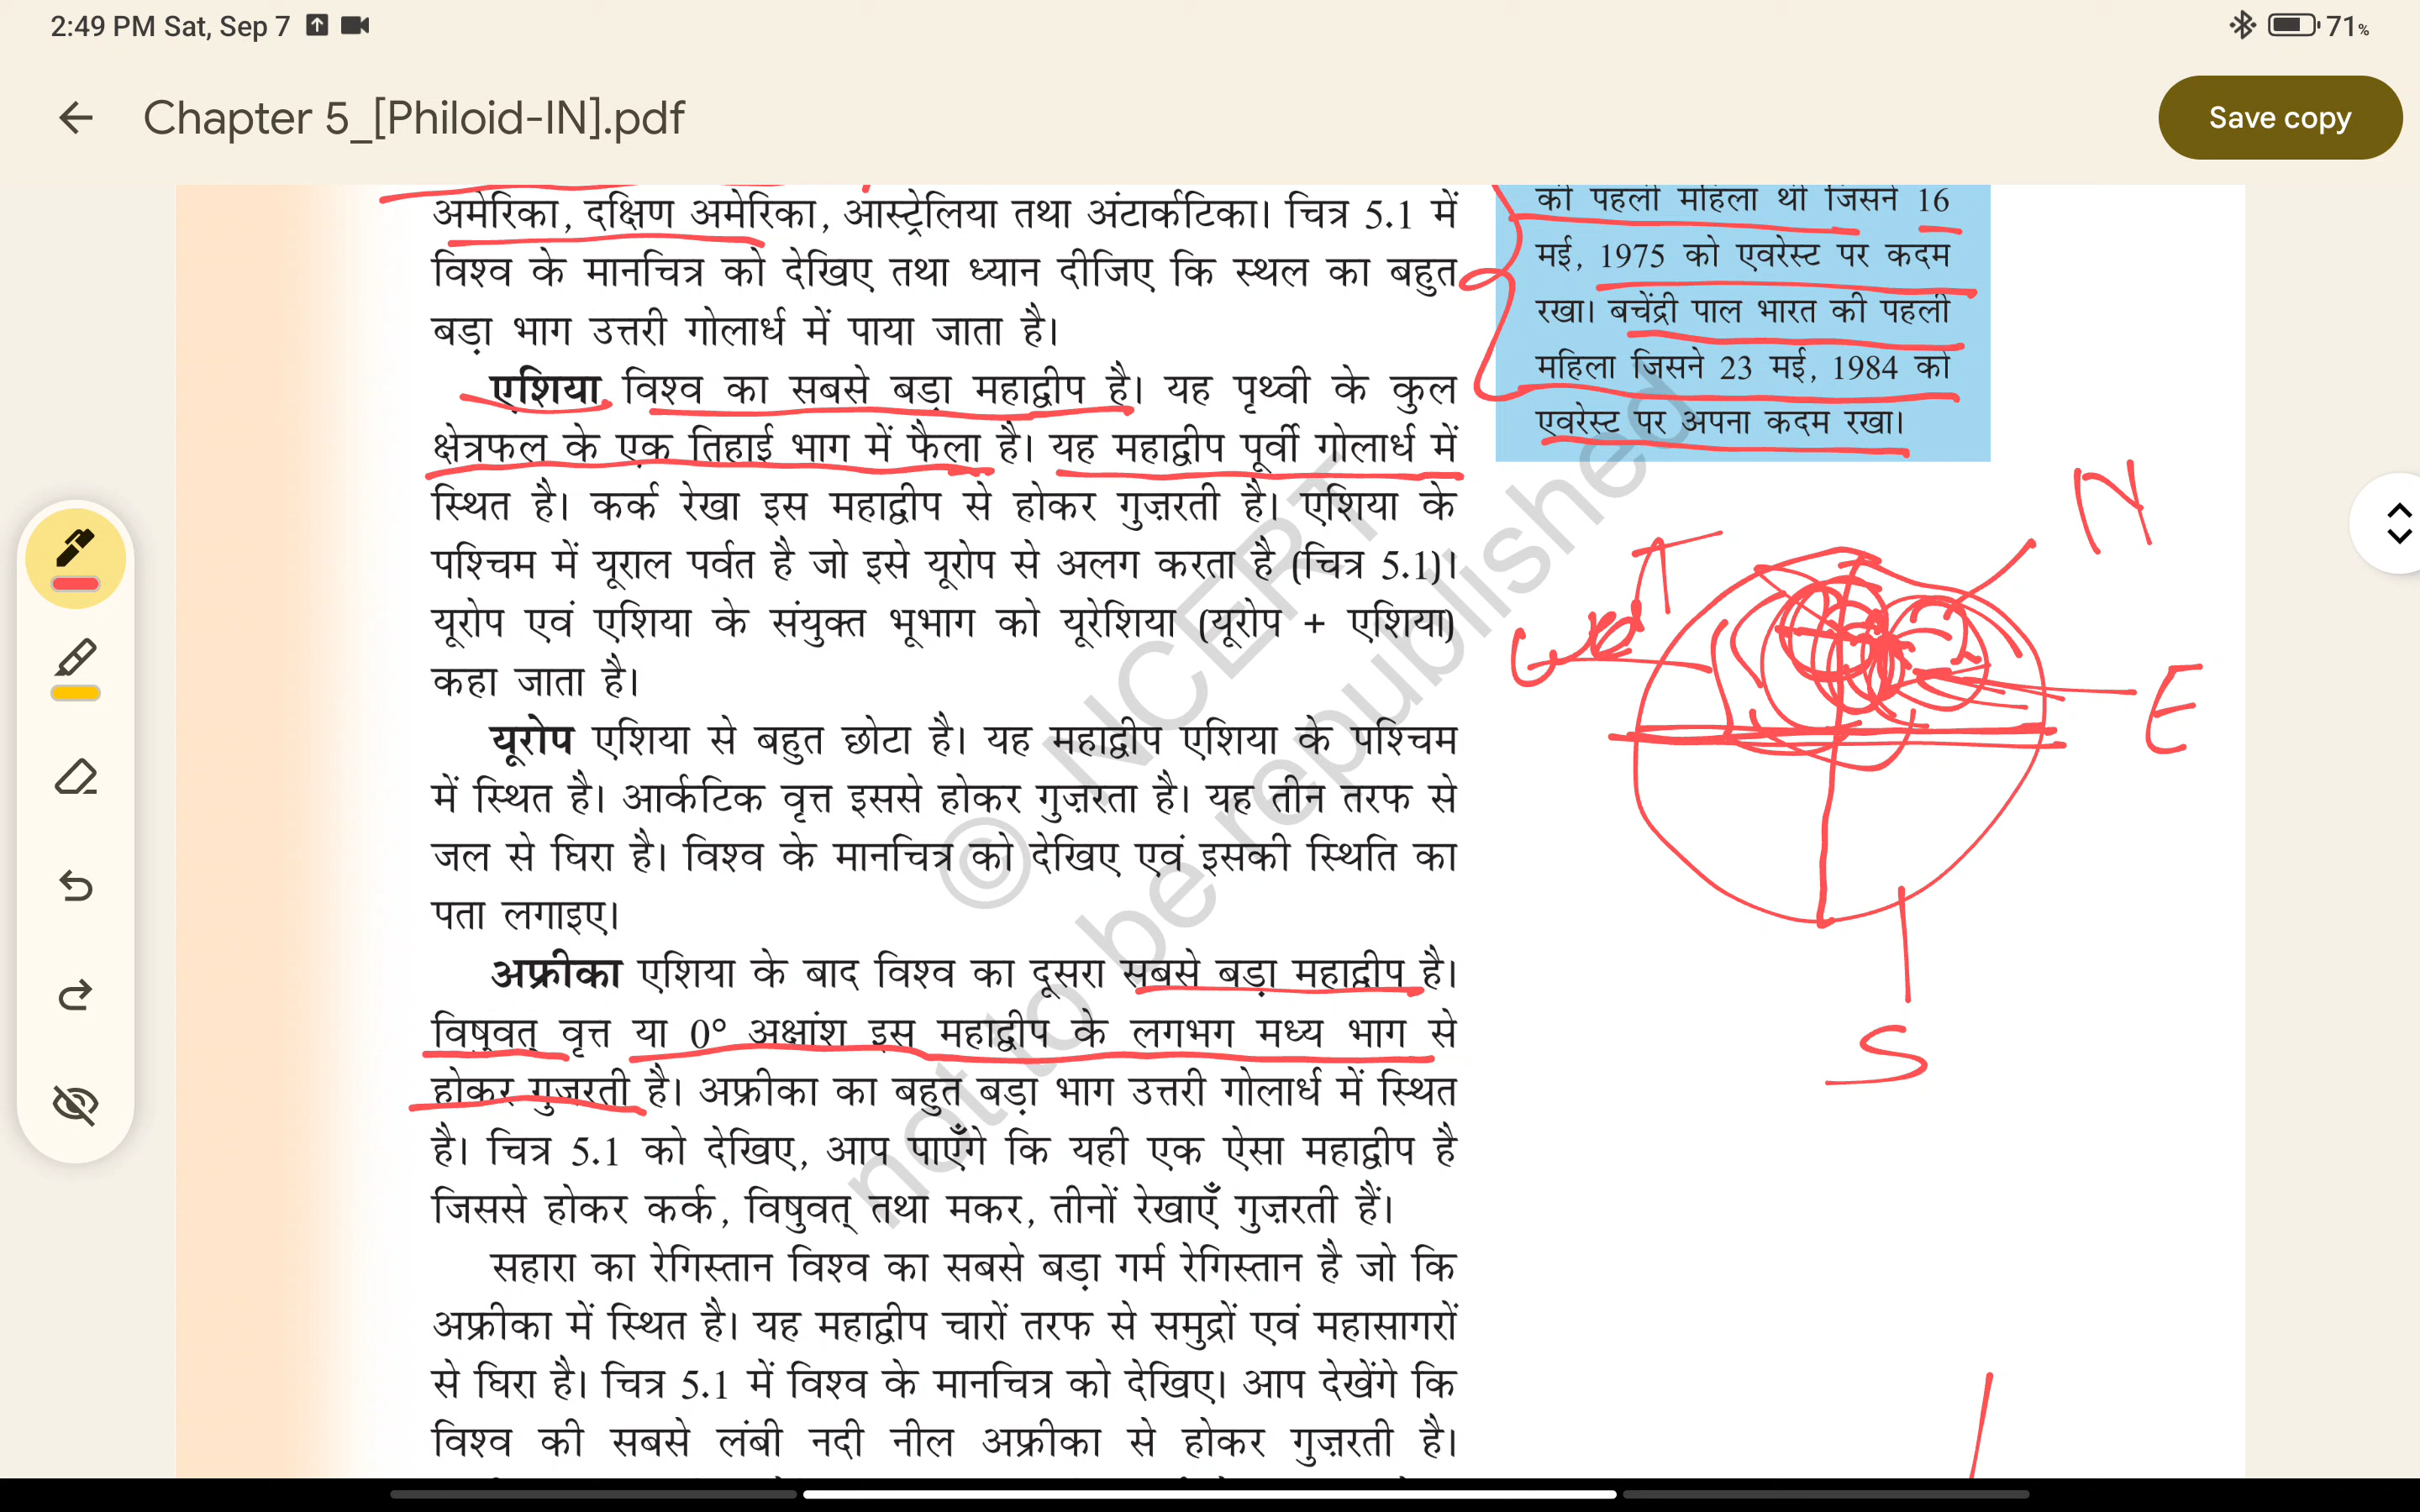 2:49 PM Sat, Sep 7
71%
Chapter 5_[Philoid-IN].pdf
Save copy
अमेरिका, दक्षिण अमेरिका, आस्ट्रेलिया तथा अंटार्कटिका। चित्र 5.1 में
विश्व के मानचित्र को देखिए तथा ध्यान दीजिए कि स्थल का बहुत
बड़ा भाग उत्तरी गोलार्ध में पाया जाता है।
एशिया विश्व का सबसे बड़ा महाद्वीप है। यह पृथ्वी के कुल
क्षेत्रफल के एक तिहाई भाग में फैला है। यह महाद्वीप पूर्वी गोलार्ध में
स्थित है। कर्क रेखा इस महाद्वीप से होकर गुज़रती है। एशिया के
पश्चिम में यूराल पर्वत है जो इसे यूरोप से अलग करता है (चित्र 5.1)।
यूरोप एवं एशिया के संयुक्त भूभाग को यूरेशिया (यूरोप + एशिया)
कहा जाता है।
यूरोप एशिया से बहुत छोटा है। यह महाद्वीप एशिया के पश्चिम
में स्थित है। आर्कटिक वृत्त इससे होकर गुज़रता है। यह तीन तरफ से
जल से घिरा है। विश्व के मानचित्र को देखिए एवं इसकी स्थिति का
पता लगाइए।
अफ्रीका एशिया के बाद विश्व का दूसरा सबसे बड़ा महाद्वीप है।
विषुवत् वृत्त या 0° अक्षांश इस महाद्वीप के लगभग मध्य भाग से
होकर गुज़रती है। अफ्रीका का बहुत बड़ा भाग उत्तरी गोलार्ध में स्थित
है। चित्र 5.1 को देखिए, आप पाएँगे कि यही एक ऐसा महाद्वीप है
जिससे होकर कर्क, विषुवत् तथा मकर, तीनों रेखाएँ गुज़रती हैं।
सहारा का रेगिस्तान विश्व का सबसे बड़ा गर्म रेगिस्तान है जो कि
अफ्रीका में स्थित है। यह महाद्वीप चारों तरफ से समुद्रों एवं महासागरों
से घिरा है। चित्र 5.1 में विश्व के मानचित्र को देखिए। आप देखेंगे कि
विश्व की सबसे लंबी नदी नील अफ्रीका से होकर गुज़रती है।
की पहली महिला थी जिसने 16
मई, 1975 को एवरेस्ट पर कदम
रखा। बचेंद्री पाल भारत की पहली
महिला जिसने 23 मई, 1984 को
एवरेस्ट पर अपना कदम रखा।
N
E
S
© NCERT
not to be republished